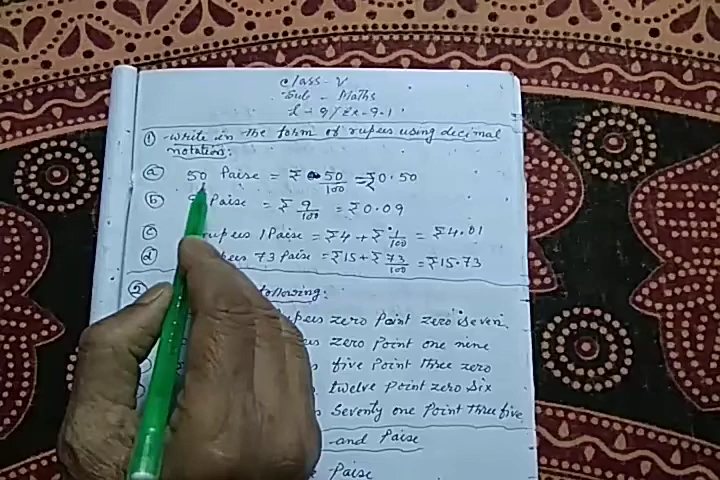 Class-V
Sub - Maths
L - 9/Ex-9.1
① Write in the form of rupees using decimal
notation:
ⓐ 50 Paise = ₹ 50/100 = ₹0.50
ⓑ 9 Paise = ₹ 9/100 = ₹0.09
ⓒ rupees 1 Paise = ₹4 + ₹ 1/100 = ₹4.01
ⓓ 73 Paise = ₹15 + ₹ 73/100 = ₹15.73
② following:
zero Point zero seven
zero Point one nine
five Point three zero
twelve Point zero six
Seventy one Point three five
and Paise
Paise